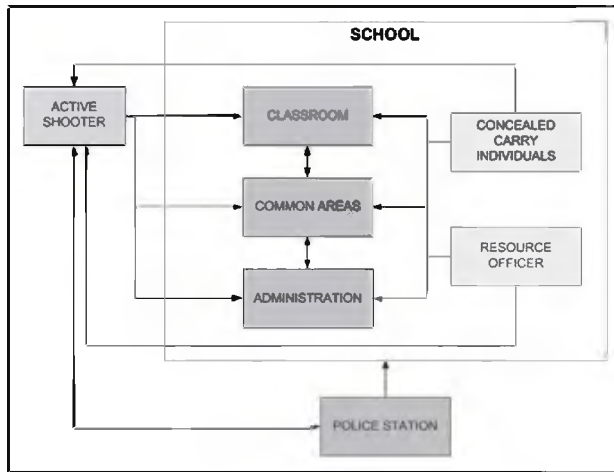 SCHOOL
ACTIVE
SHOOTER
CLASSROOM
CONCEALED
CARRY
INDIVIDUALS
COMMON AREAS
RESOURCE
OFFICER
ADMINISTRATION
POLICE STATION